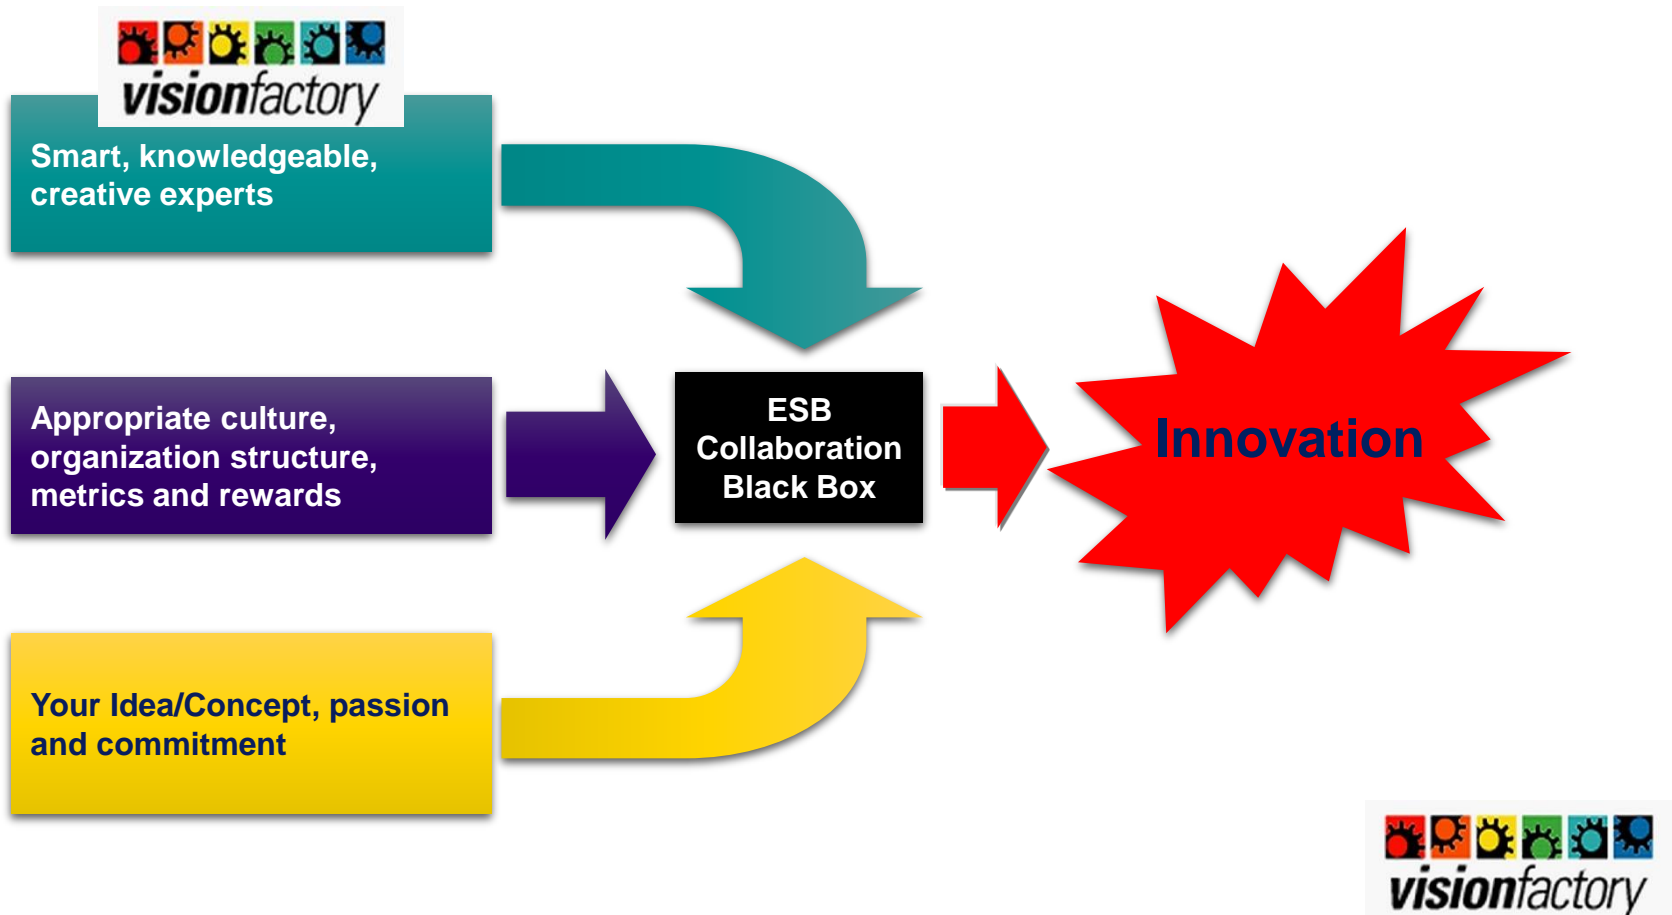 visionfactory
Smart, knowledgeable,
creative experts
Appropriate culture,
organization structure,
metrics and rewards
Your Idea/Concept, passion
and commitment
ESB
Collaboration
Black Box
Innovation
visionfactory